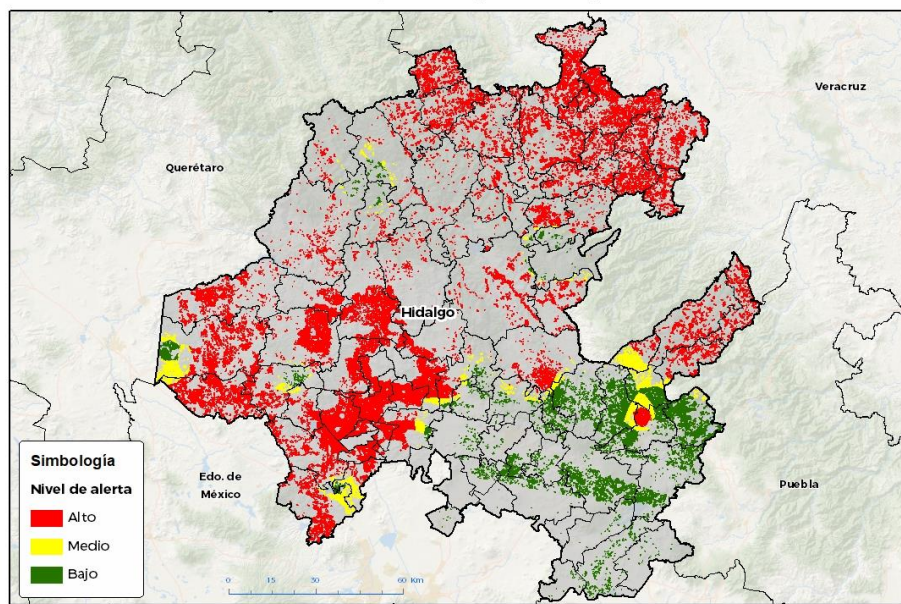 Veracruz
Querétaro
Hidalgo
Simbología
Nivel de alerta
Alto
Medio
Bajo
Edo. de
México
Puebla
0 15 30 60 Km